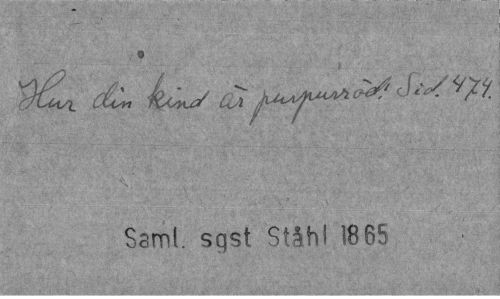 Hur din kind är purpurröd! Sid. 474.
Saml. sgst Ståhl 1865